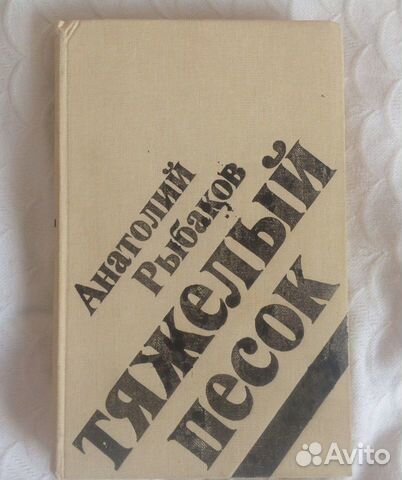 Анатолий
Рыбаков
ТЯЖЕЛЫЙ
песок
Avito